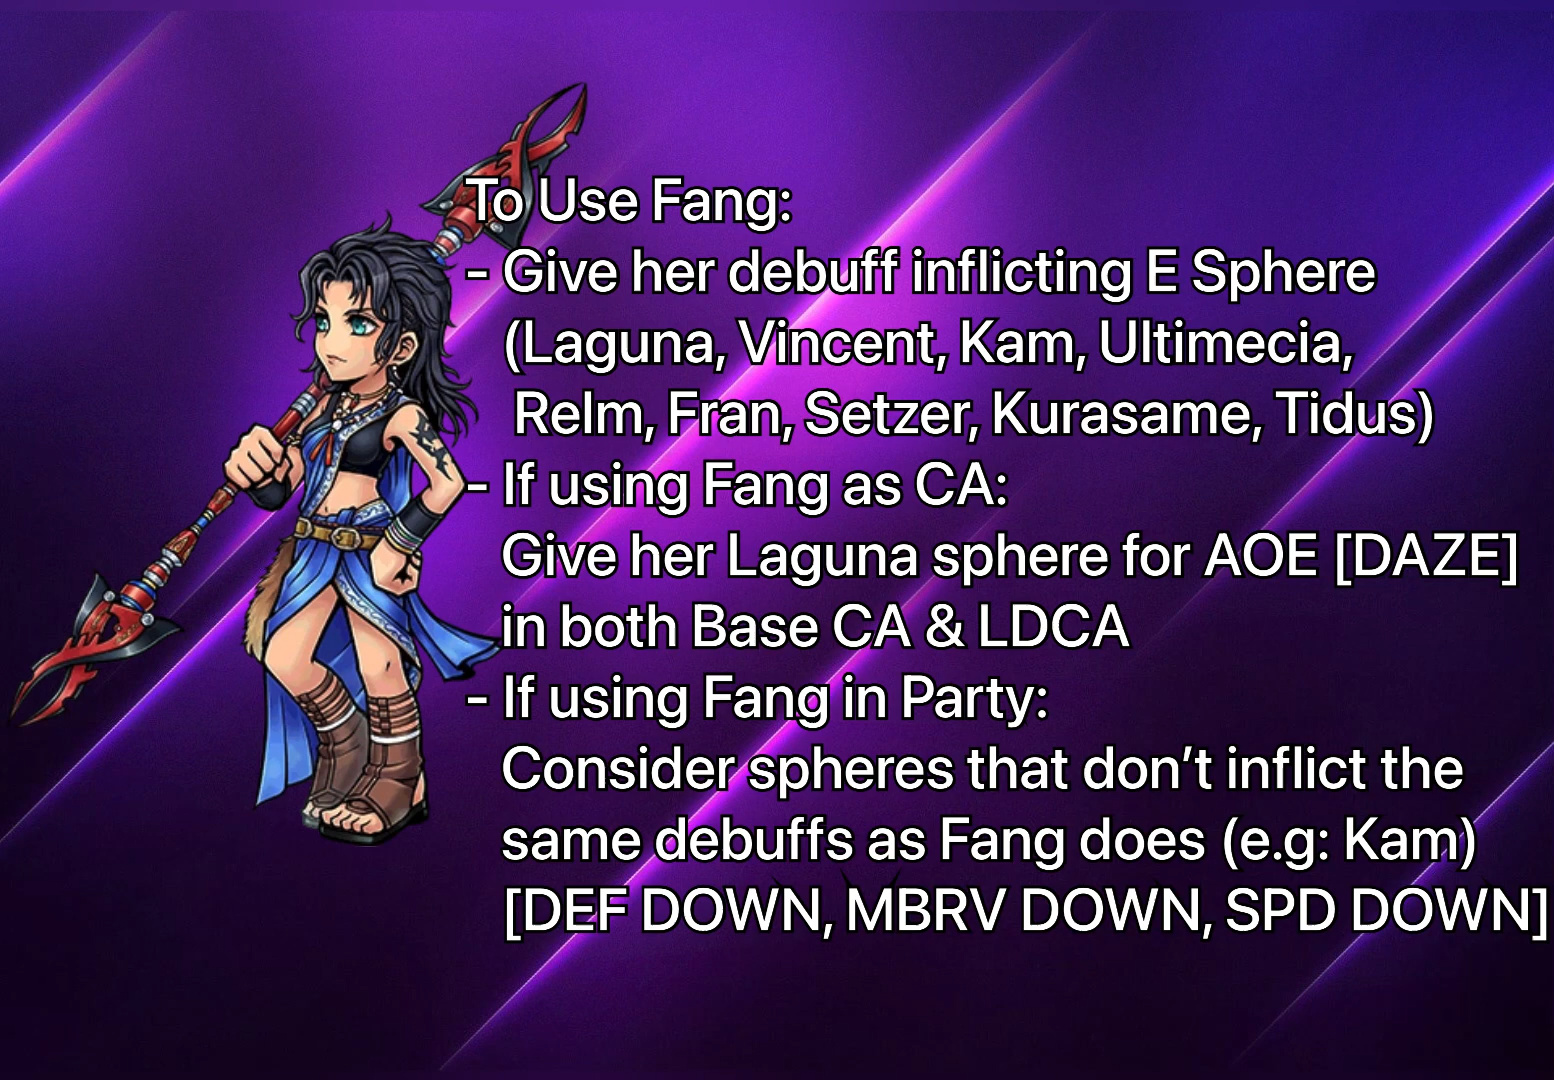 To Use Fang:
- Give her debuff inflicting E Sphere
(Laguna, Vincent, Kam, Ultimecia,
Relm, Fran, Setzer, Kurasame, Tidus)
- If using Fang as CA:
Give her Laguna sphere for AOE [DAZE]
in both Base CA & LDCA
- If using Fang in Party:
Consider spheres that don’t inflict the
same debuffs as Fang does (e.g: Kam)
[DEF DOWN, MBRV DOWN, SPD DOWN]